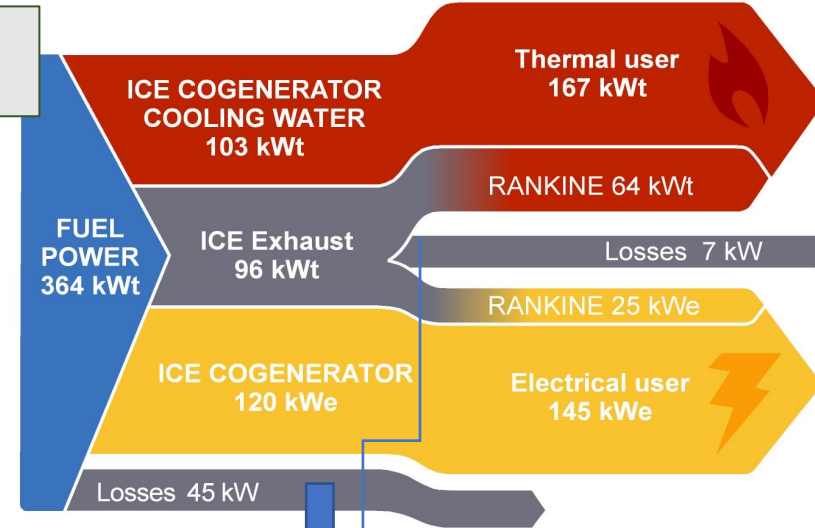 ICE COGENERATOR
COOLING WATER
103 kWt
Thermal user
167 kWt
RANKINE 64 kWt
FUEL
POWER
364 kWt
ICE Exhaust
96 kWt
Losses 7 kW
RANKINE 25 kWe
ICE COGENERATOR
120 kWe
Electrical user
145 kWe
Losses 45 kW